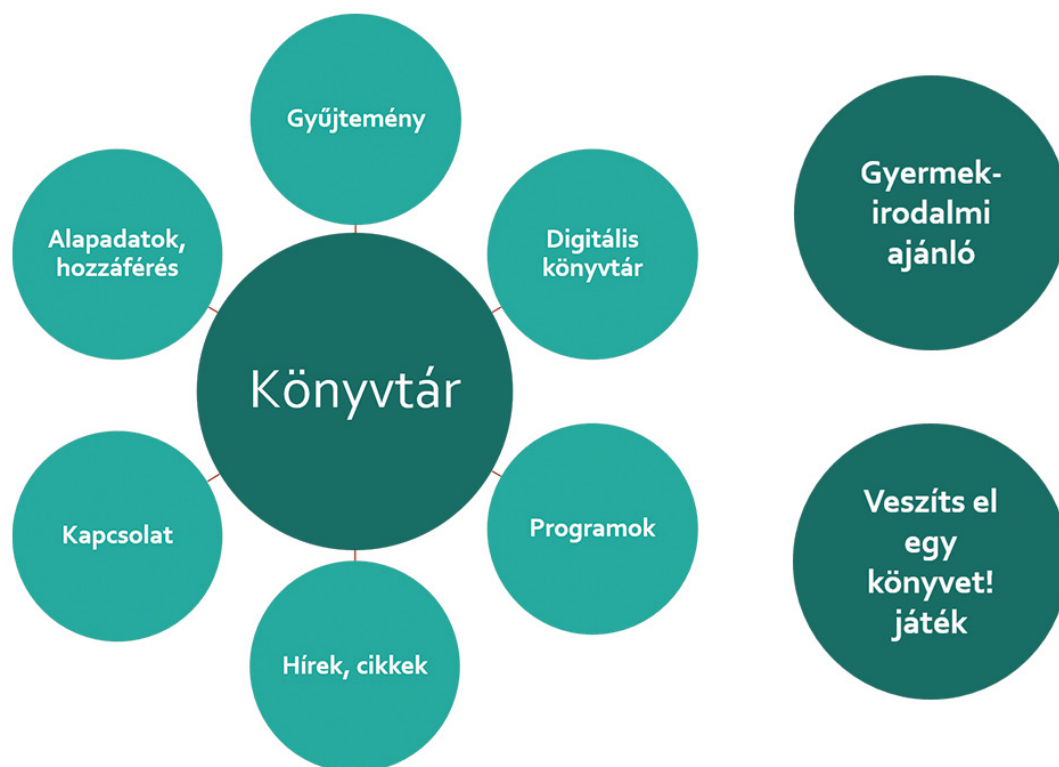 Gyűjtemény
Alapadatok,
hozzáférés
Digitális
könyvtár
Könyvtár
Kapcsolat
Programok
Hírek, cikkek
Gyermek-
irodalmi
ajánló
Veszíts el
egy
könyvet!
játék